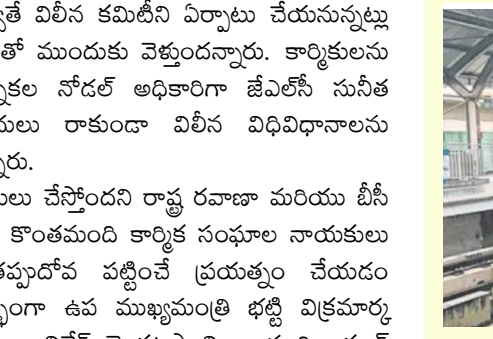 విలీన కమిటీని ఏర్పాటు చేయనున్నట్లు
తో ముందుకు వెళ్తుందన్నారు. కార్మికులను
నోడల్ అధికారిగా జేఎల్‌సీ సునీత
రాకుండా విలీన విధివిధానాలను
చేస్తోందని రాష్ట్ర రవాణా మరియు బీసీ
కొంతమంది కార్మిక సంఘాల నాయకులు
తప్పుదోవ పట్టించే ప్రయత్నం చేయడం
ఉప ముఖ్యమంత్రి భట్టి విక్రమార్క